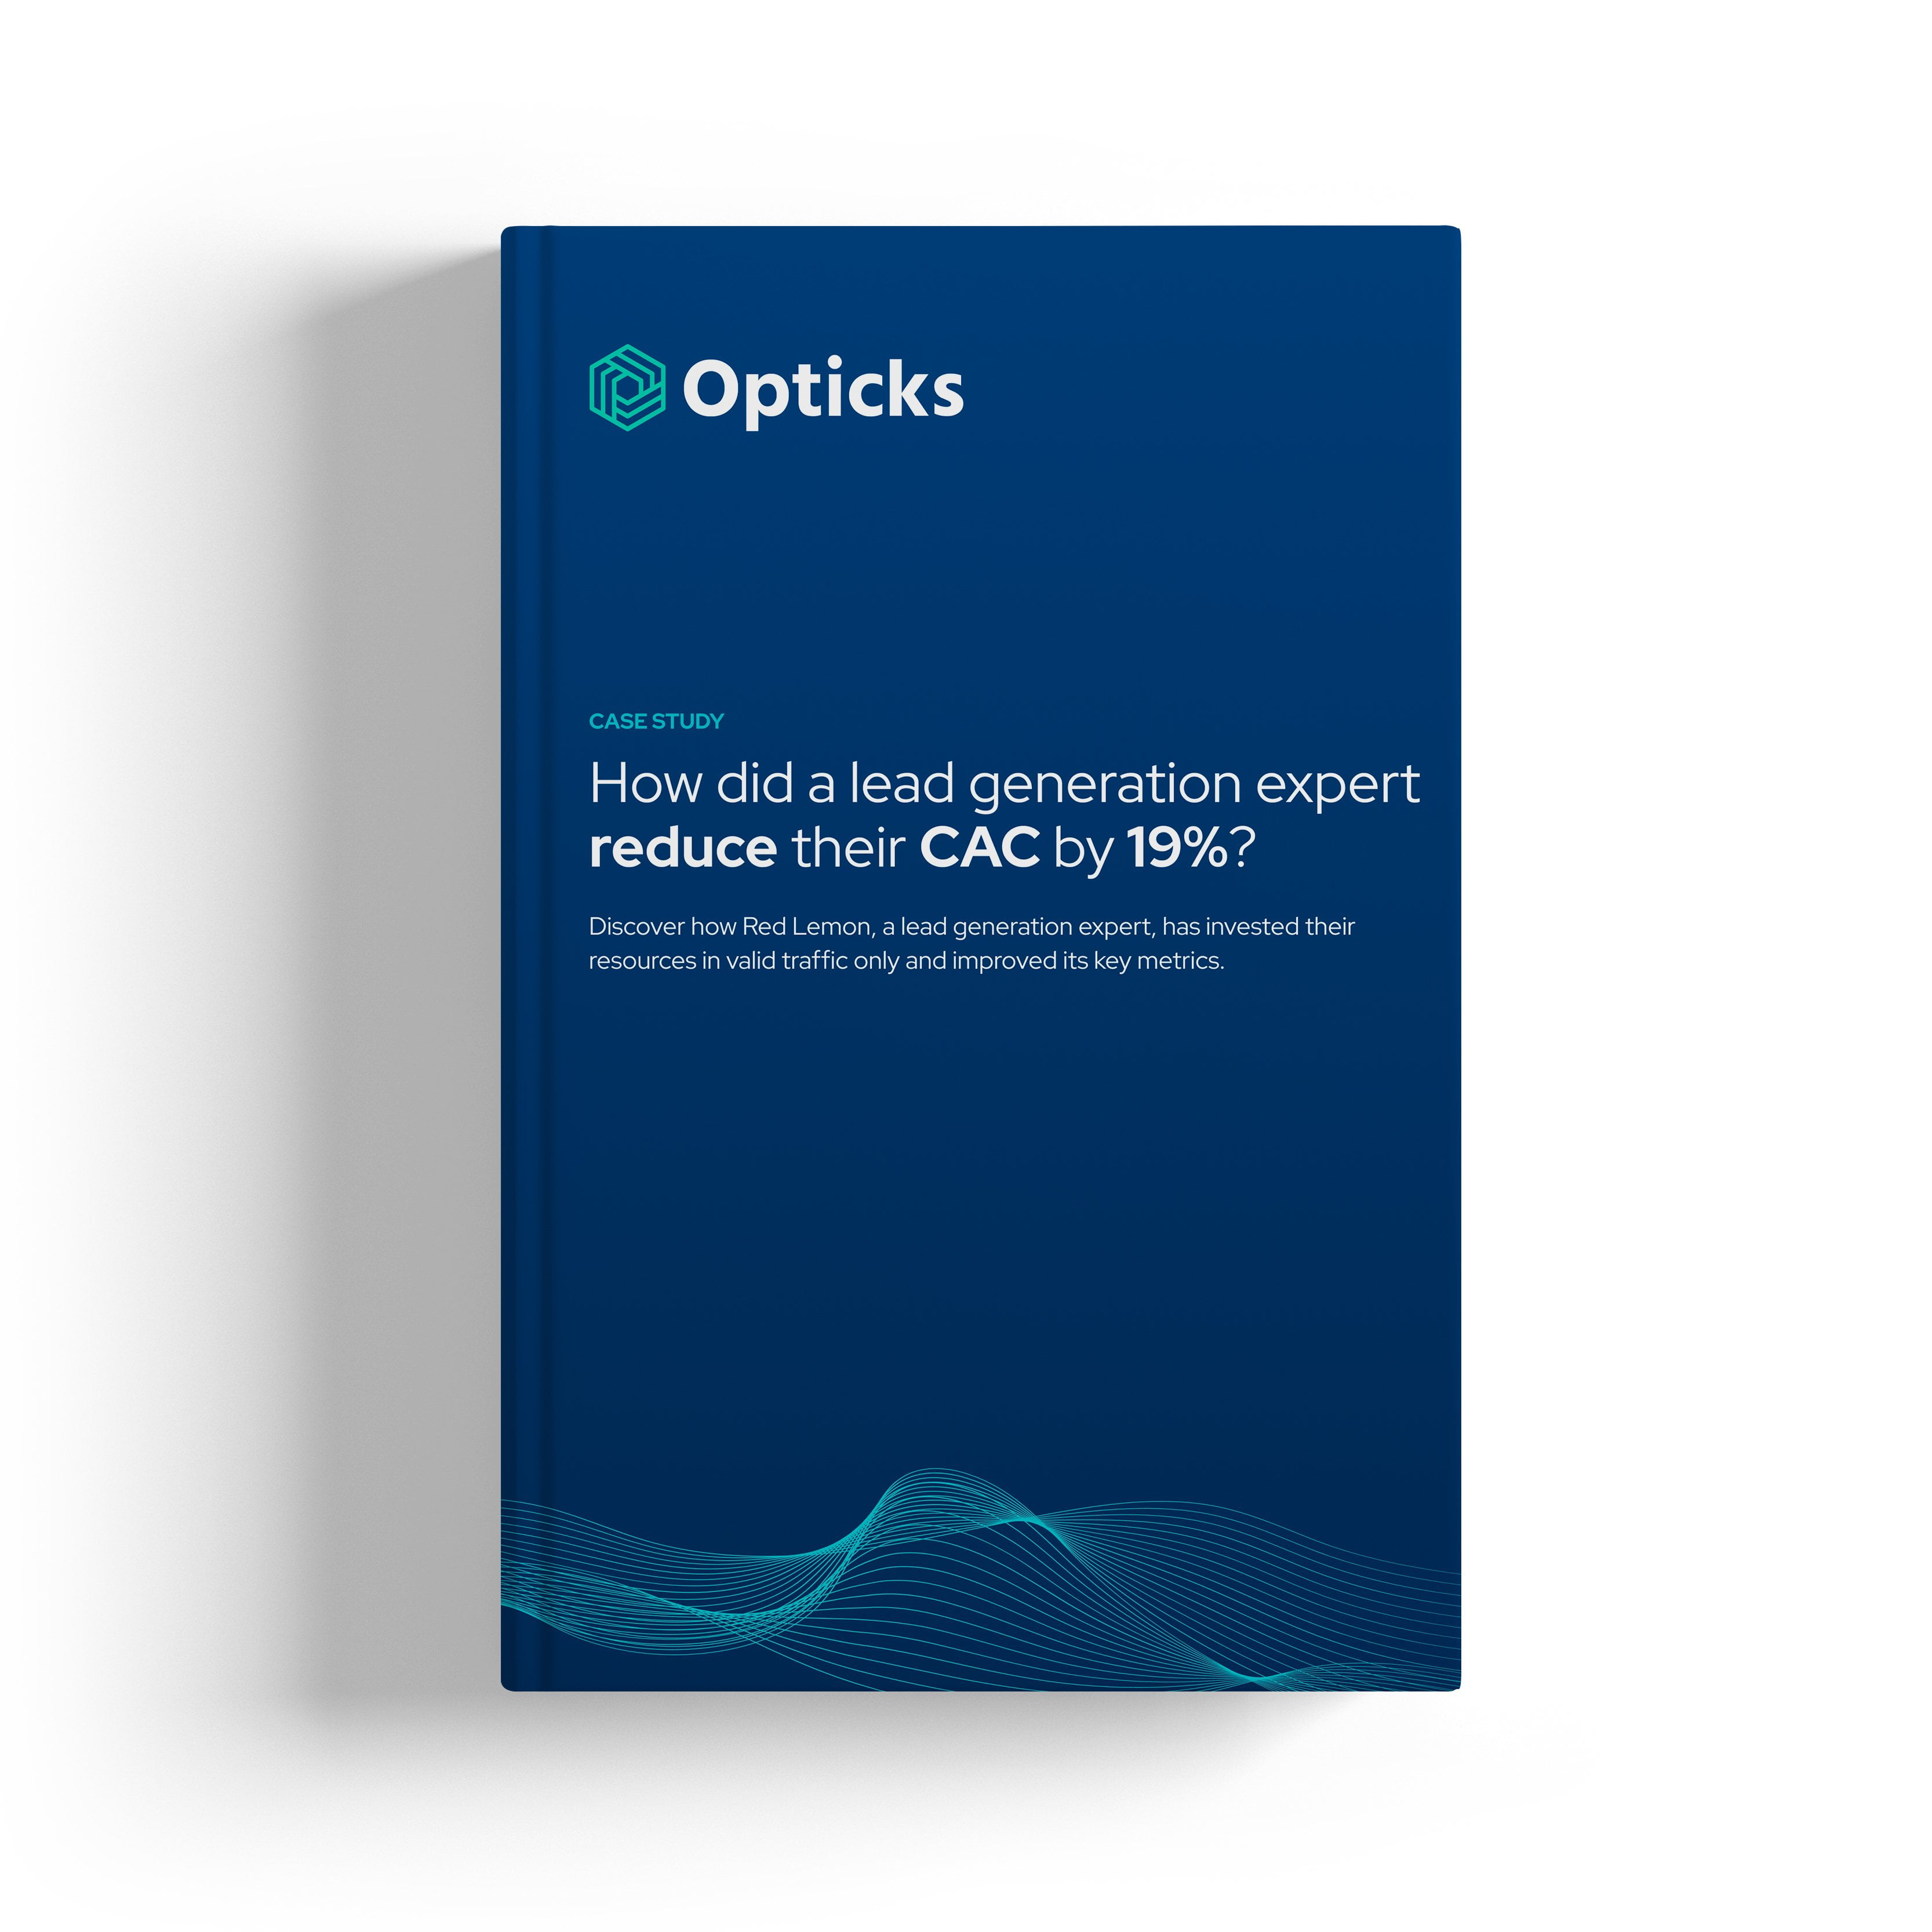 Opticks
CASE STUDY
How did a lead generation expert
reduce their CAC by 19%?
Discover how Red Lemon, a lead generation expert, has invested their
resources in valid traffic only and improved its key metrics.